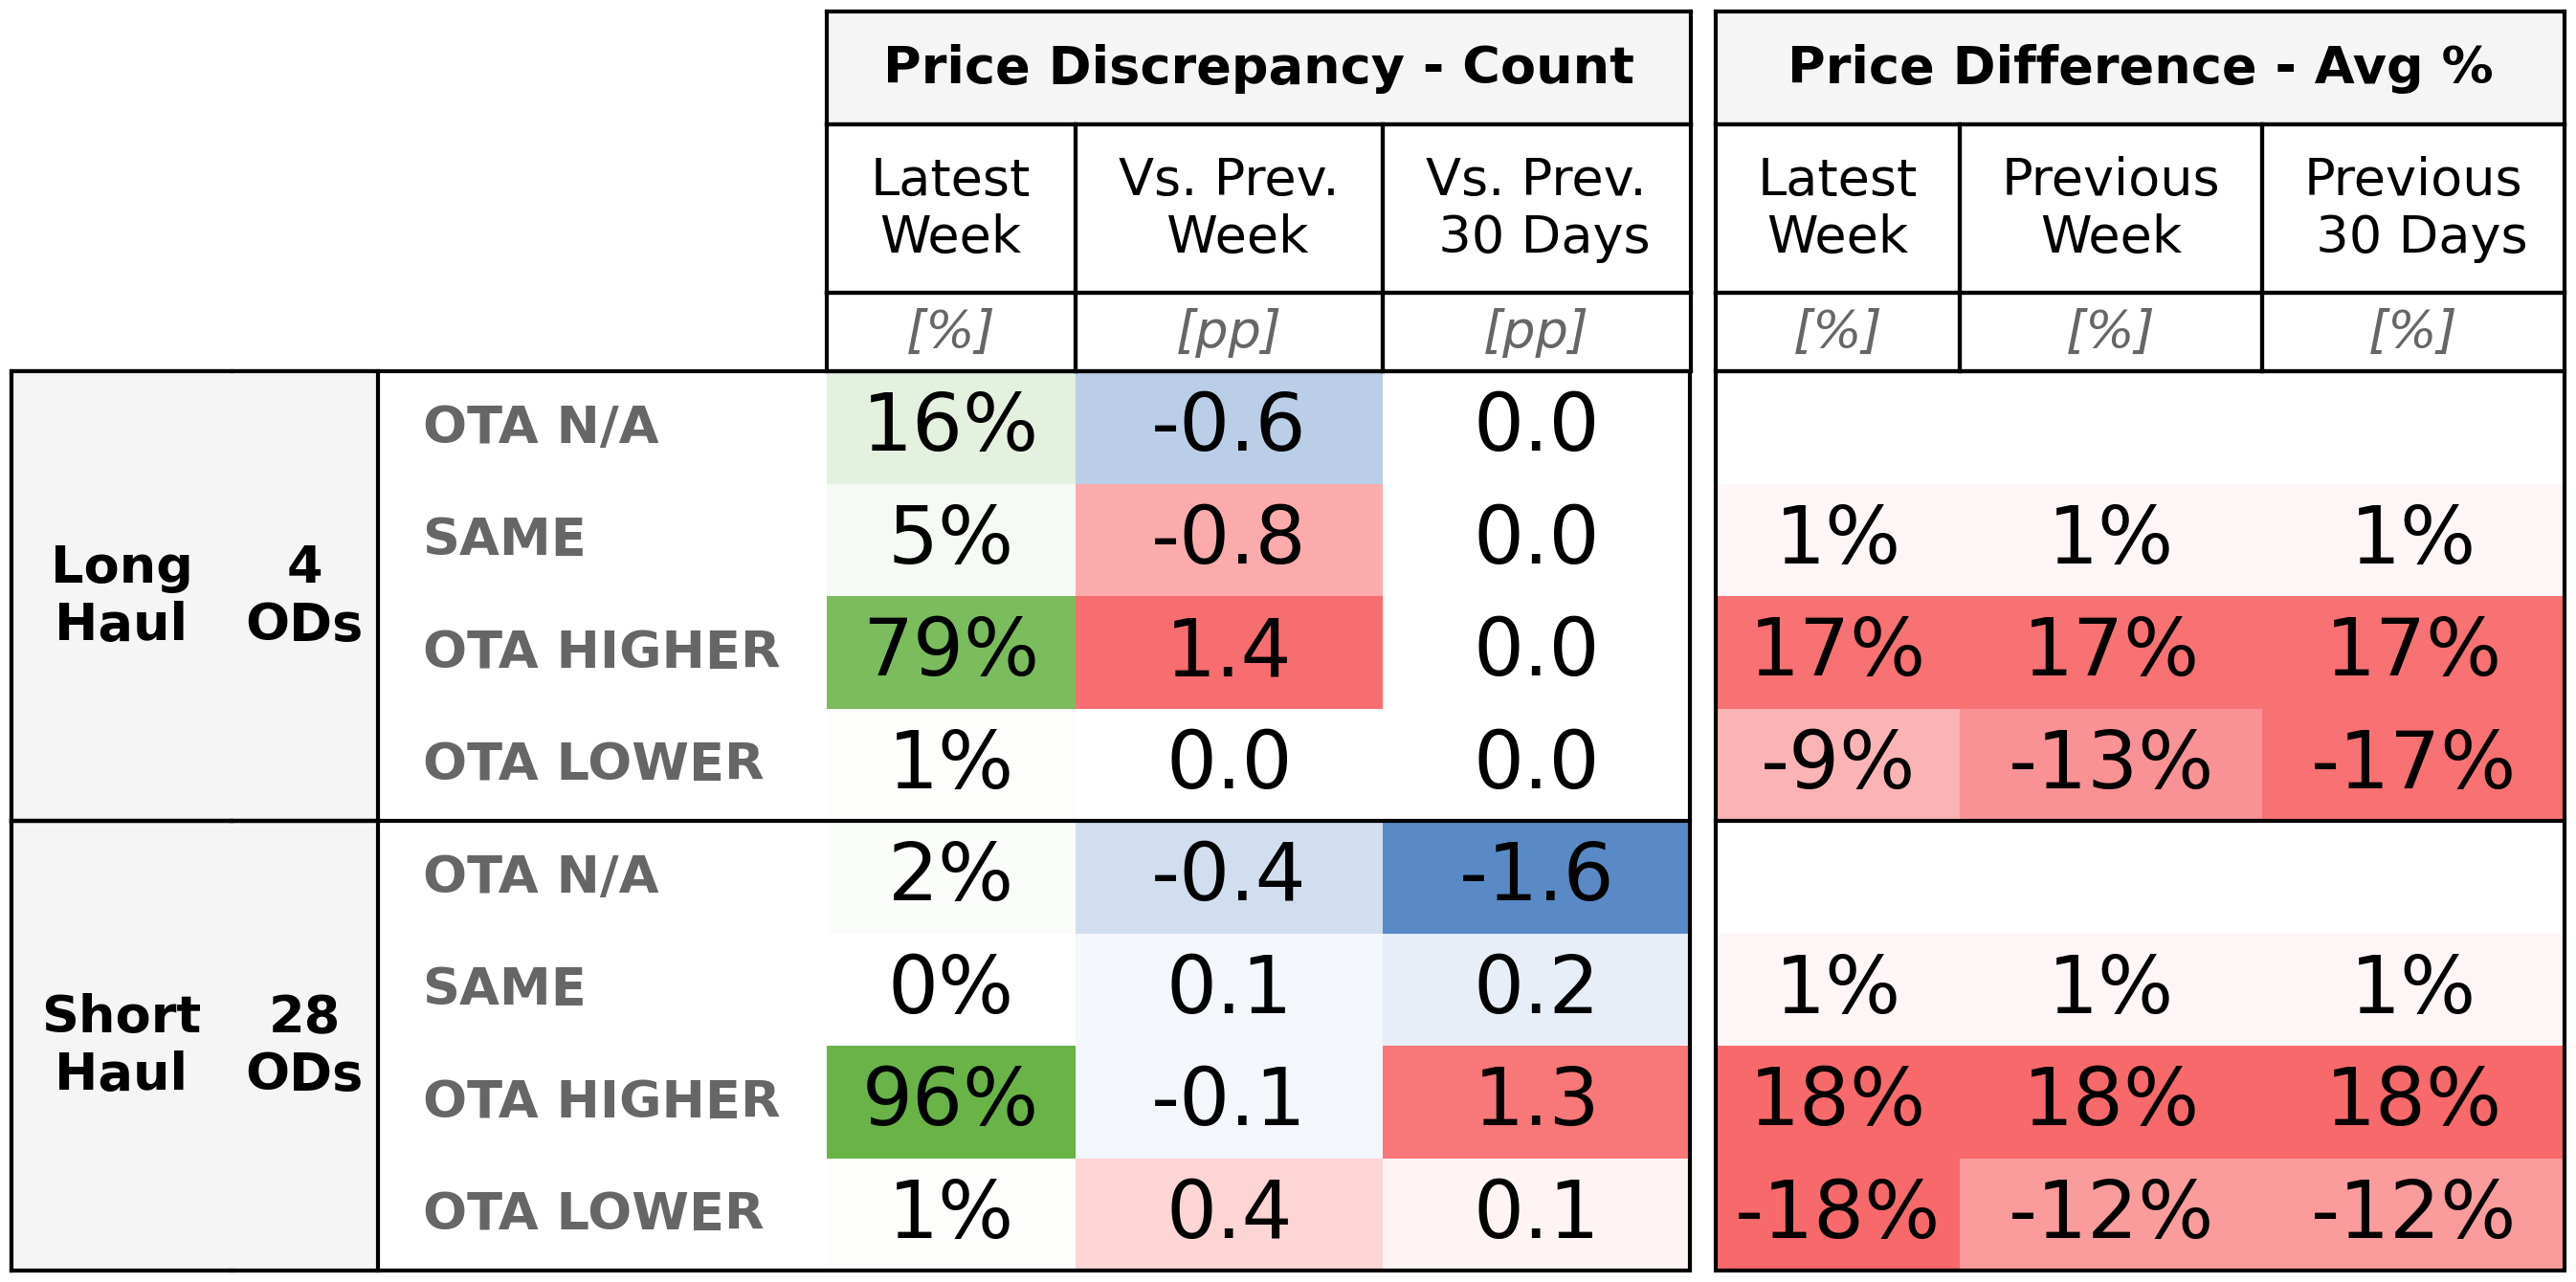 Price Discrepancy - Count Price Difference - Avg %
Latest Week Vs. Prev. Week Vs. Prev. 30 Days Latest Week Previous Week Previous 30 Days
[%] [pp] [pp] [%] [%] [%]
Long Haul 4 ODs
OTA N/A 16% -0.6 0.0
SAME 5% -0.8 0.0 1% 1% 1%
OTA HIGHER 79% 1.4 0.0 17% 17% 17%
OTA LOWER 1% 0.0 0.0 -9% -13% -17%
Short Haul 28 ODs
OTA N/A 2% -0.4 -1.6
SAME 0% 0.1 0.2 1% 1% 1%
OTA HIGHER 96% -0.1 1.3 18% 18% 18%
OTA LOWER 1% 0.4 0.1 -18% -12% -12%